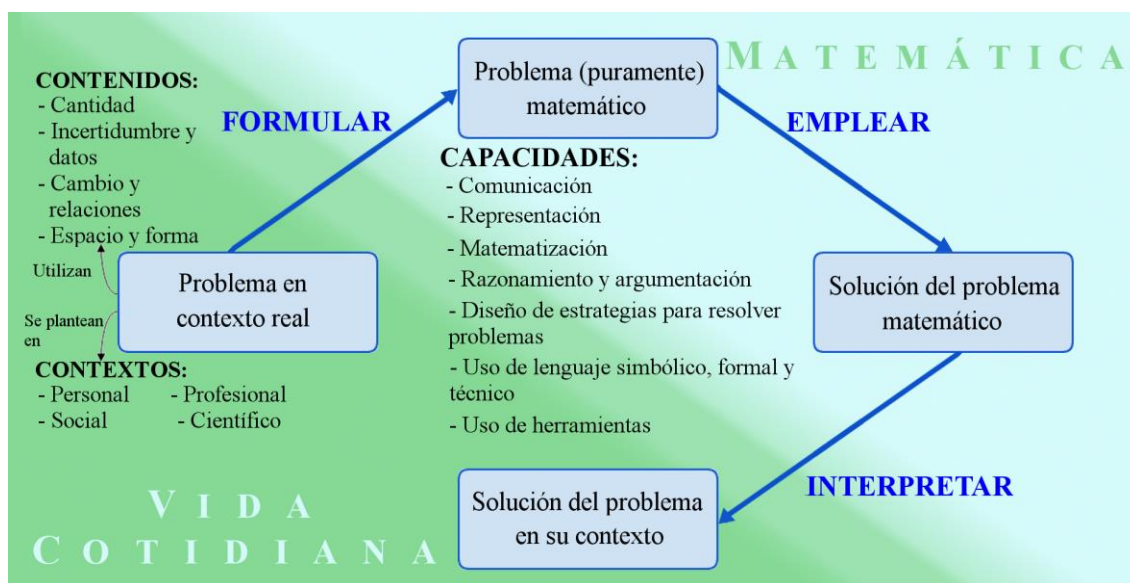 MATEMÁTICA
CONTENIDOS:
- Cantidad
- Incertidumbre y
datos
- Cambio y
relaciones
- Espacio y forma
Utilizan
FORMULAR
Problema (puramente)
matemático
EMPLEAR
CAPACIDADES:
- Comunicación
- Representación
- Matematización
- Razonamiento y argumentación
- Diseño de estrategias para resolver
problemas
- Uso de lenguaje simbólico, formal y
técnico
- Uso de herramientas
Problema en
contexto real
Solución del problema
matemático
Se plantean
en
CONTEXTOS:
- Personal - Profesional
- Social - Científico
INTERPRETAR
Solución del problema
en su contexto
VIDA
COTIDIANA